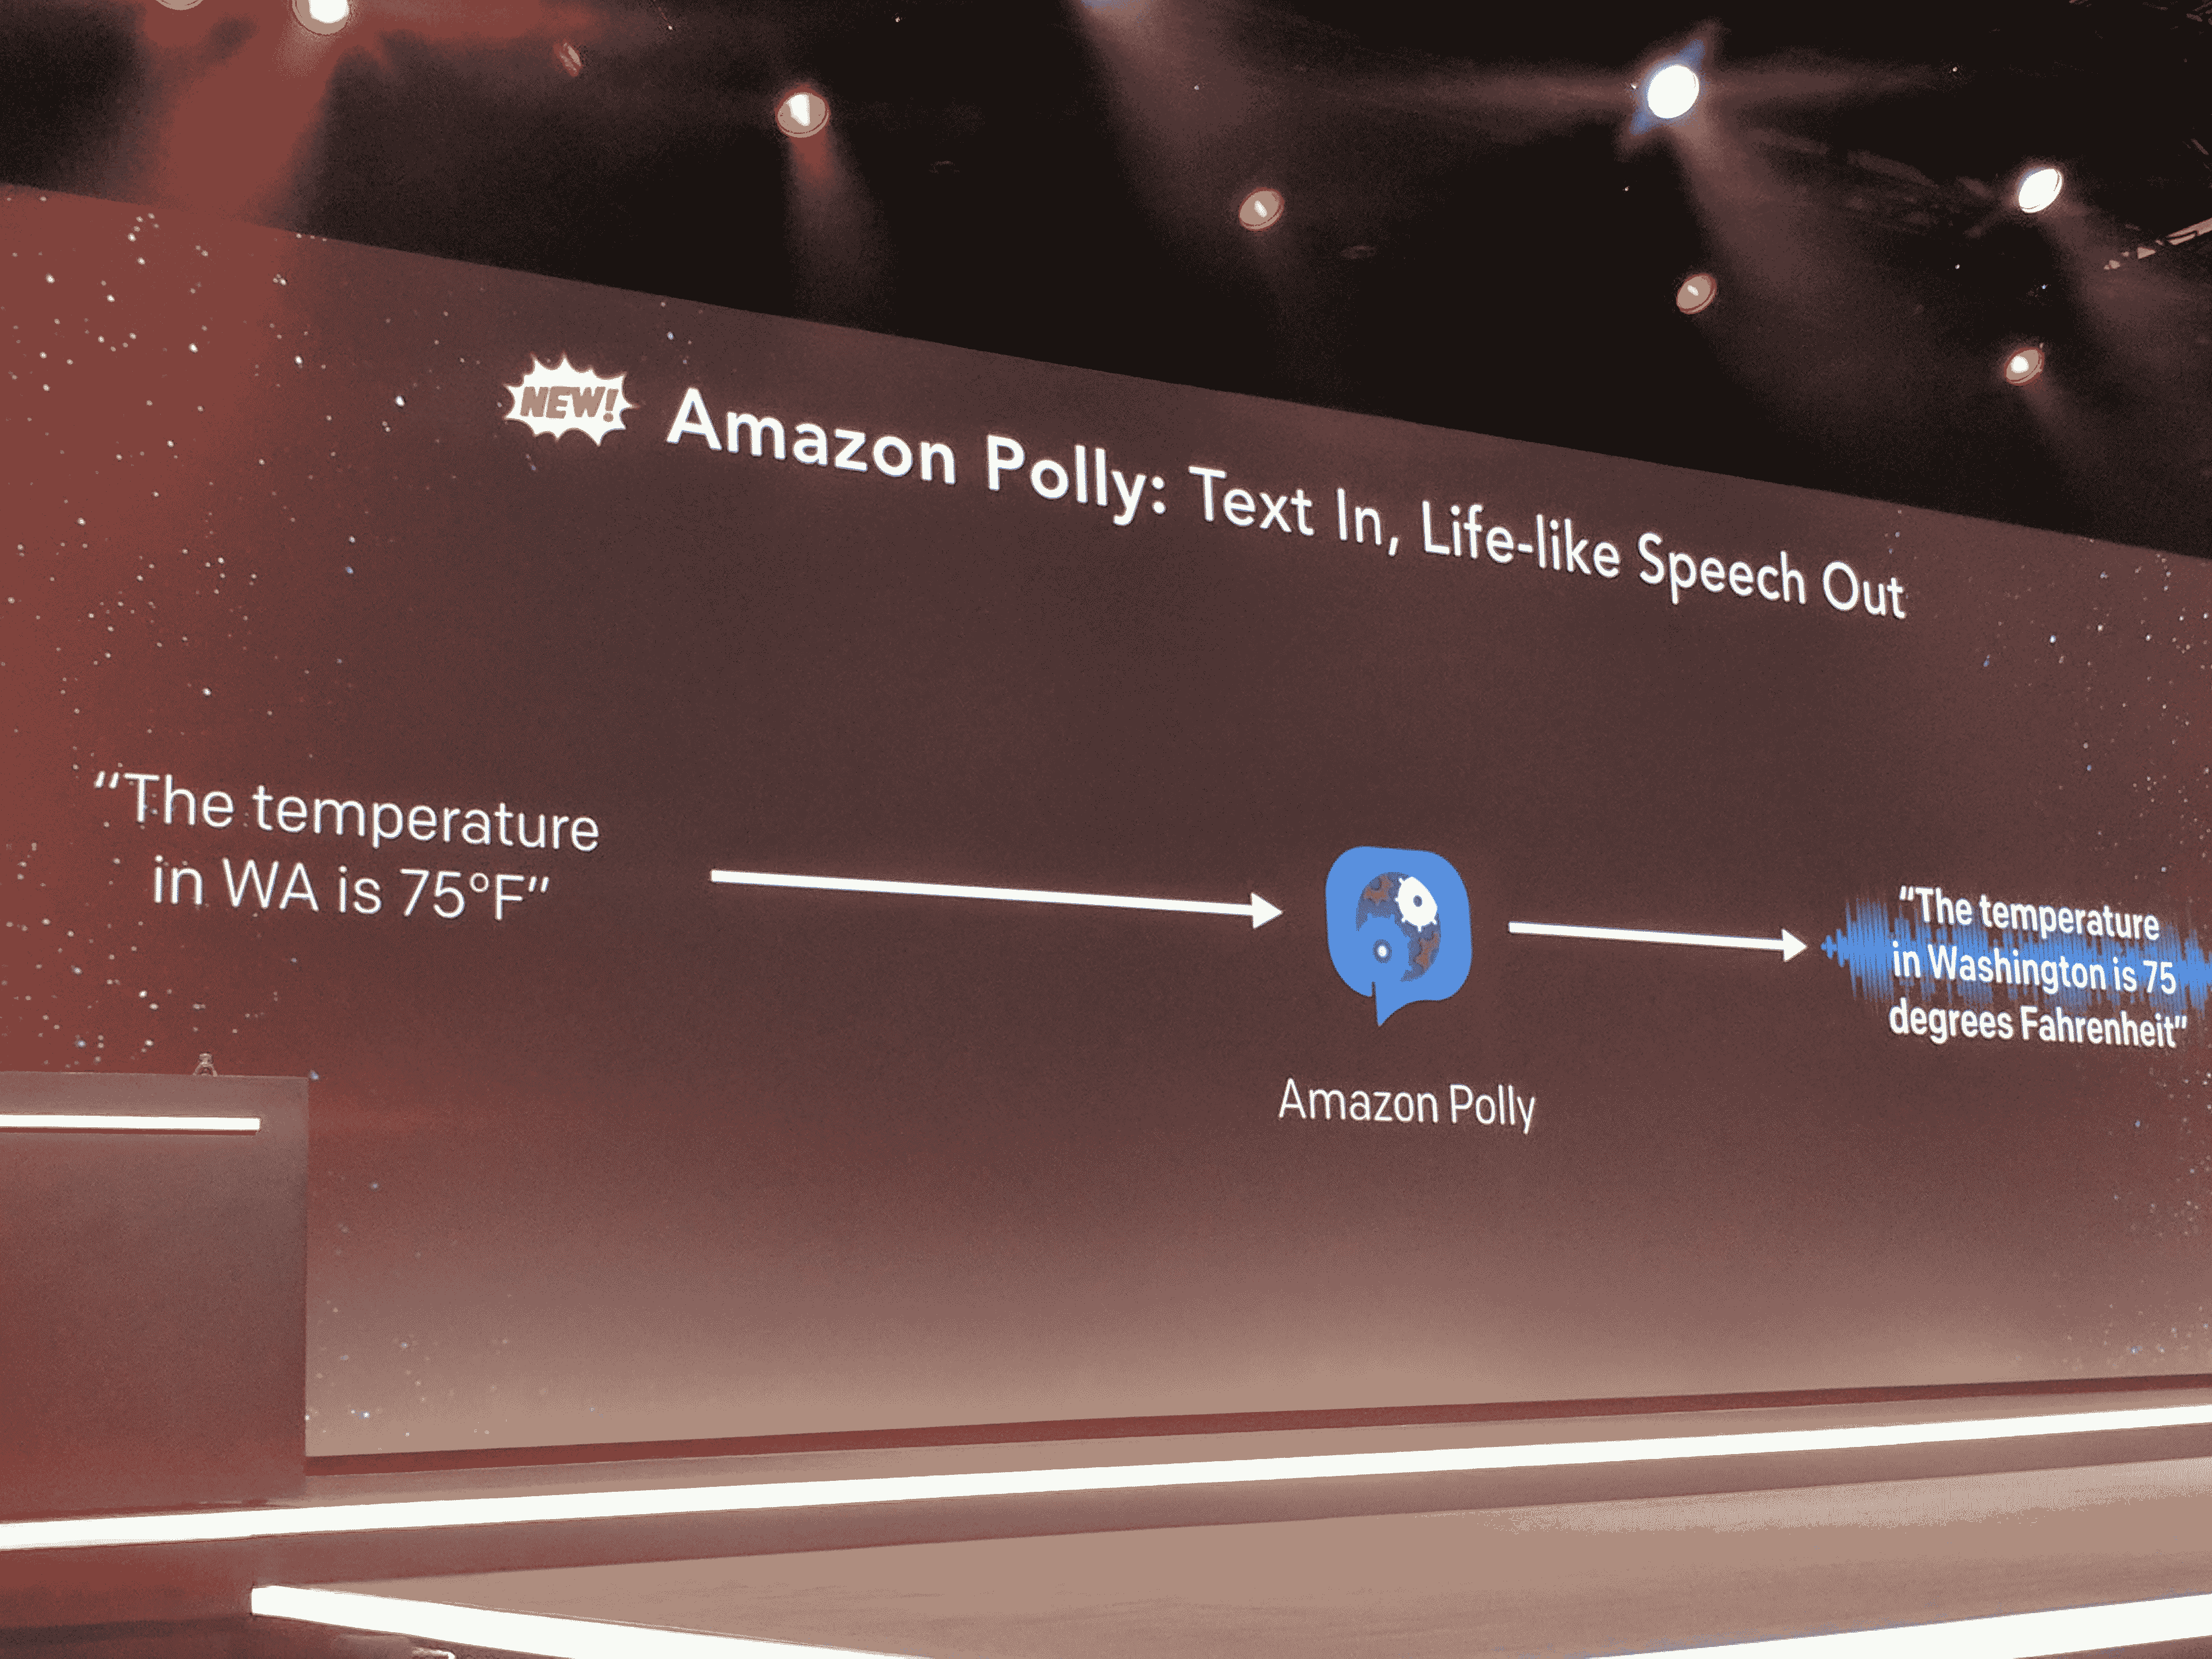 NEW! Amazon Polly: Text In, Life-like Speech Out
“The temperature
in WA is 75°F”
Amazon Polly
“The temperature
in Washington is 75
degrees Fahrenheit”